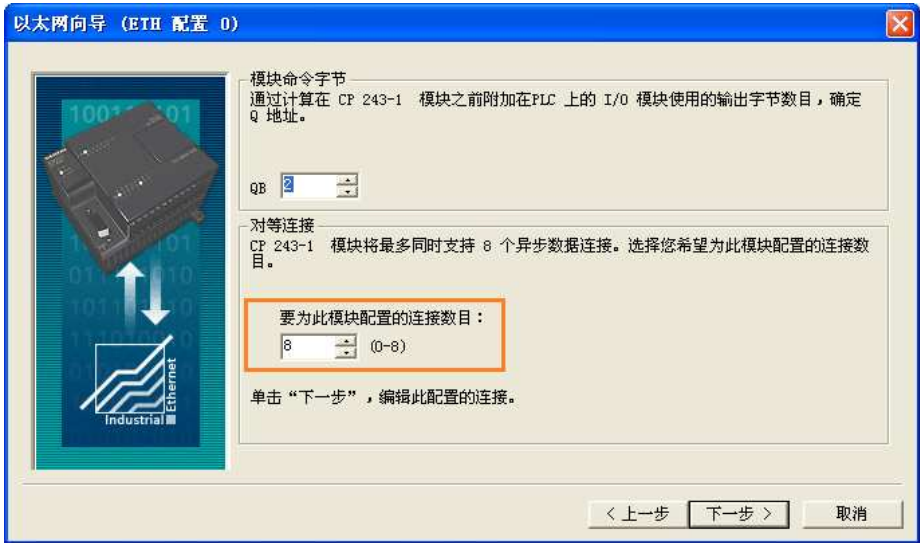 以太网向导 (ETH 配置 0)
模块命令字节
通过计算在 CP 243-1 模块之前附加在PLC 上的 I/O 模块使用的输出字节数目，确定
Q 地址。
QB 2
对等连接
CP 243-1 模块将最多同时支持 8 个异步数据连接。选择您希望为此模块配置的连接数
目。
要为此模块配置的连接数目：
8 (0-8)
单击“下一步”，编辑此配置的连接。
Industrial
Ethernet
< 上一步
下一步 >
取消